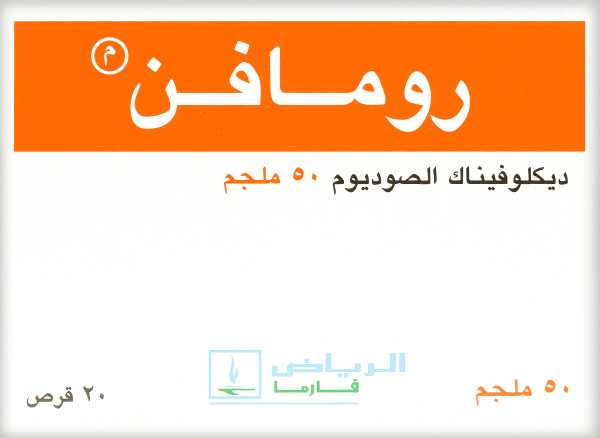 رومافن م
ديكلوفيناك الصوديوم ٥٠ ملجم
الرياض
فارما
٥٠ ملجم
٢٠ قرص